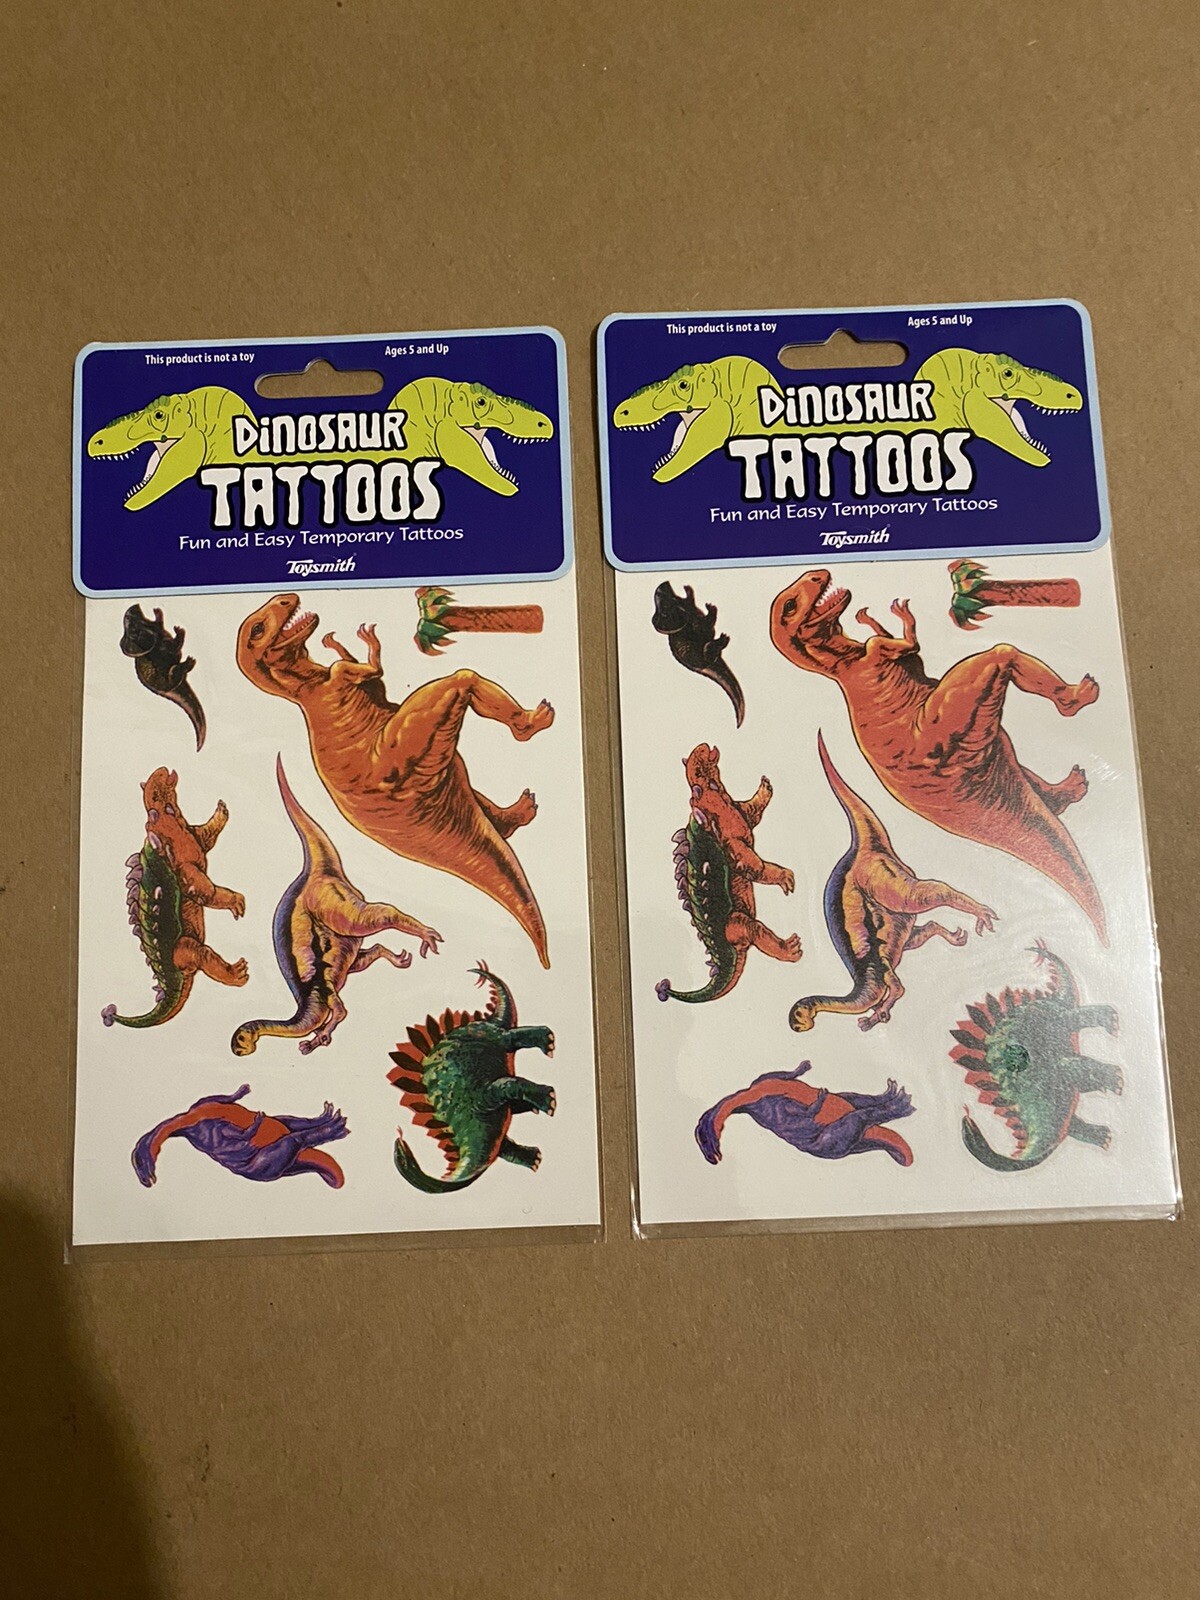 This product is not a toy
Ages 5 and Up
DiNOSAUR
TATTOOS
Fun and Easy Temporary Tattoos
Toysmith
This product is not a toy
Ages 5 and Up
DiNOSAUR
TATTOOS
Fun and Easy Temporary Tattoos
Toysmith